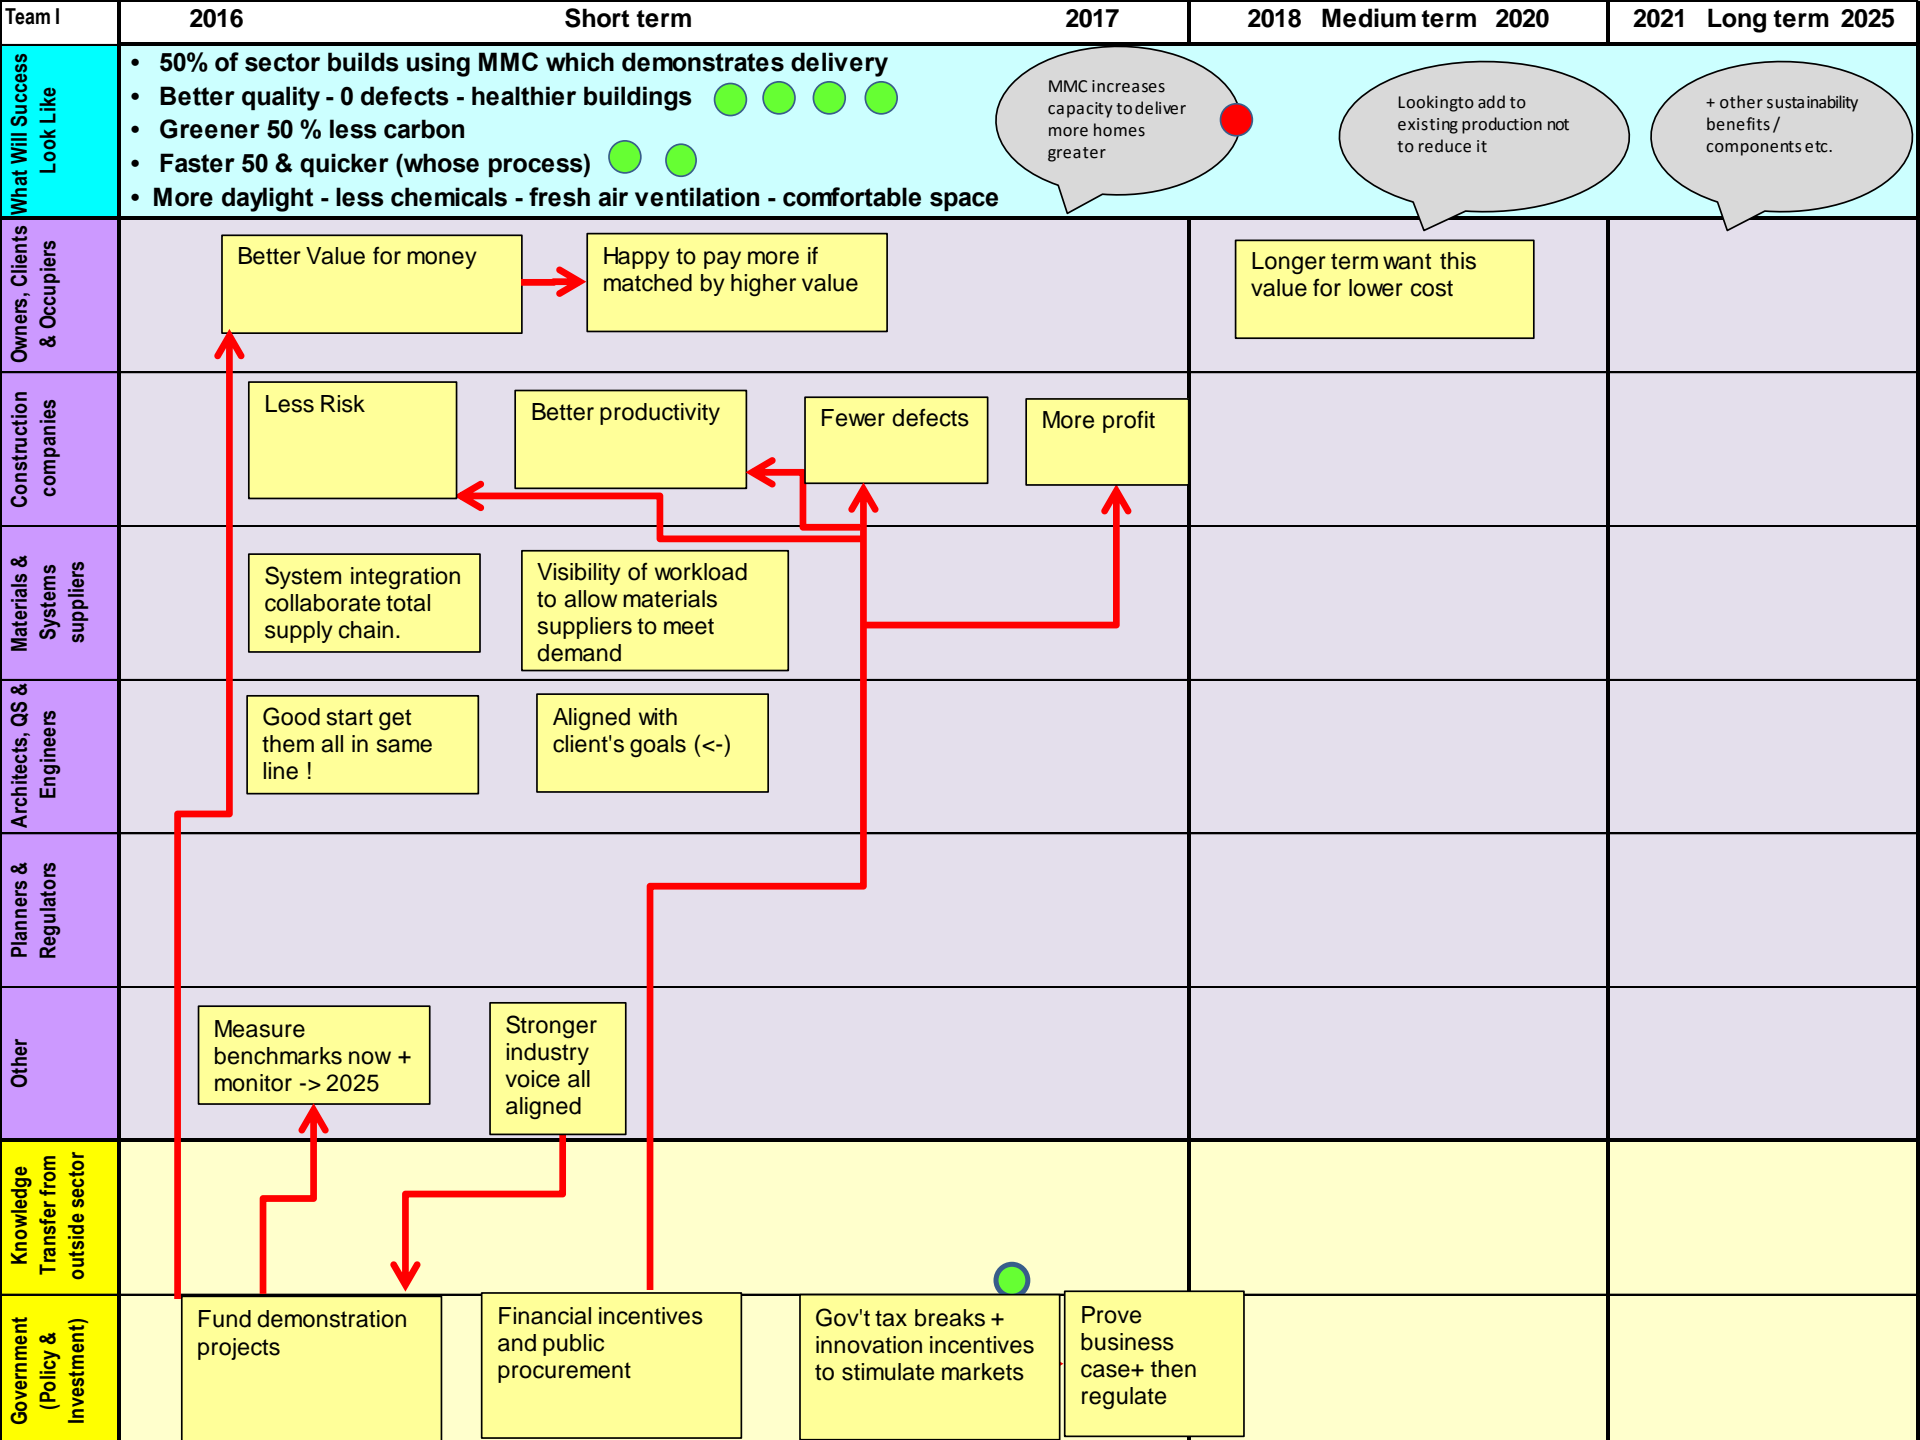 Team I
2016
Short term
2017
2018 Medium term 2020
2021 Long term 2025
What Will Success
Look Like
• 50% of sector builds using MMC which demonstrates delivery
• Better quality - 0 defects - healthier buildings
• Greener 50 % less carbon
• Faster 50 & quicker (whose process)
• More daylight - less chemicals - fresh air ventilation - comfortable space
MMC increases
capacity to deliver
more homes
greater
Lookingto add to
existing production not
to reduce it
+ other sustainability
benefits /
components etc.
Owners, Clients
& Occupiers
Better Value for money
Happy to pay more if
matched by higher value
Longer term want this
value for lower cost
Construction
companies
Less Risk
Better productivity
Fewer defects
More profit
Materials &
Systems
suppliers
System integration
collaborate total
supply chain.
Visibility of workload
to allow materials
suppliers to meet
demand
Architects, QS &
Engineers
Good start get
them all in same
line !
Aligned with
client's goals (<-)
Planners &
Regulators
Other
Measure
benchmarks now +
monitor -> 2025
Stronger
industry
voice all
aligned
Knowledge
Transfer from
outside sector
Government
(Policy &
Investment)
Fund demonstration
projects
Financial incentives
and public
procurement
Gov't tax breaks +
innovation incentives
to stimulate markets
Prove
business
case+ then
regulate